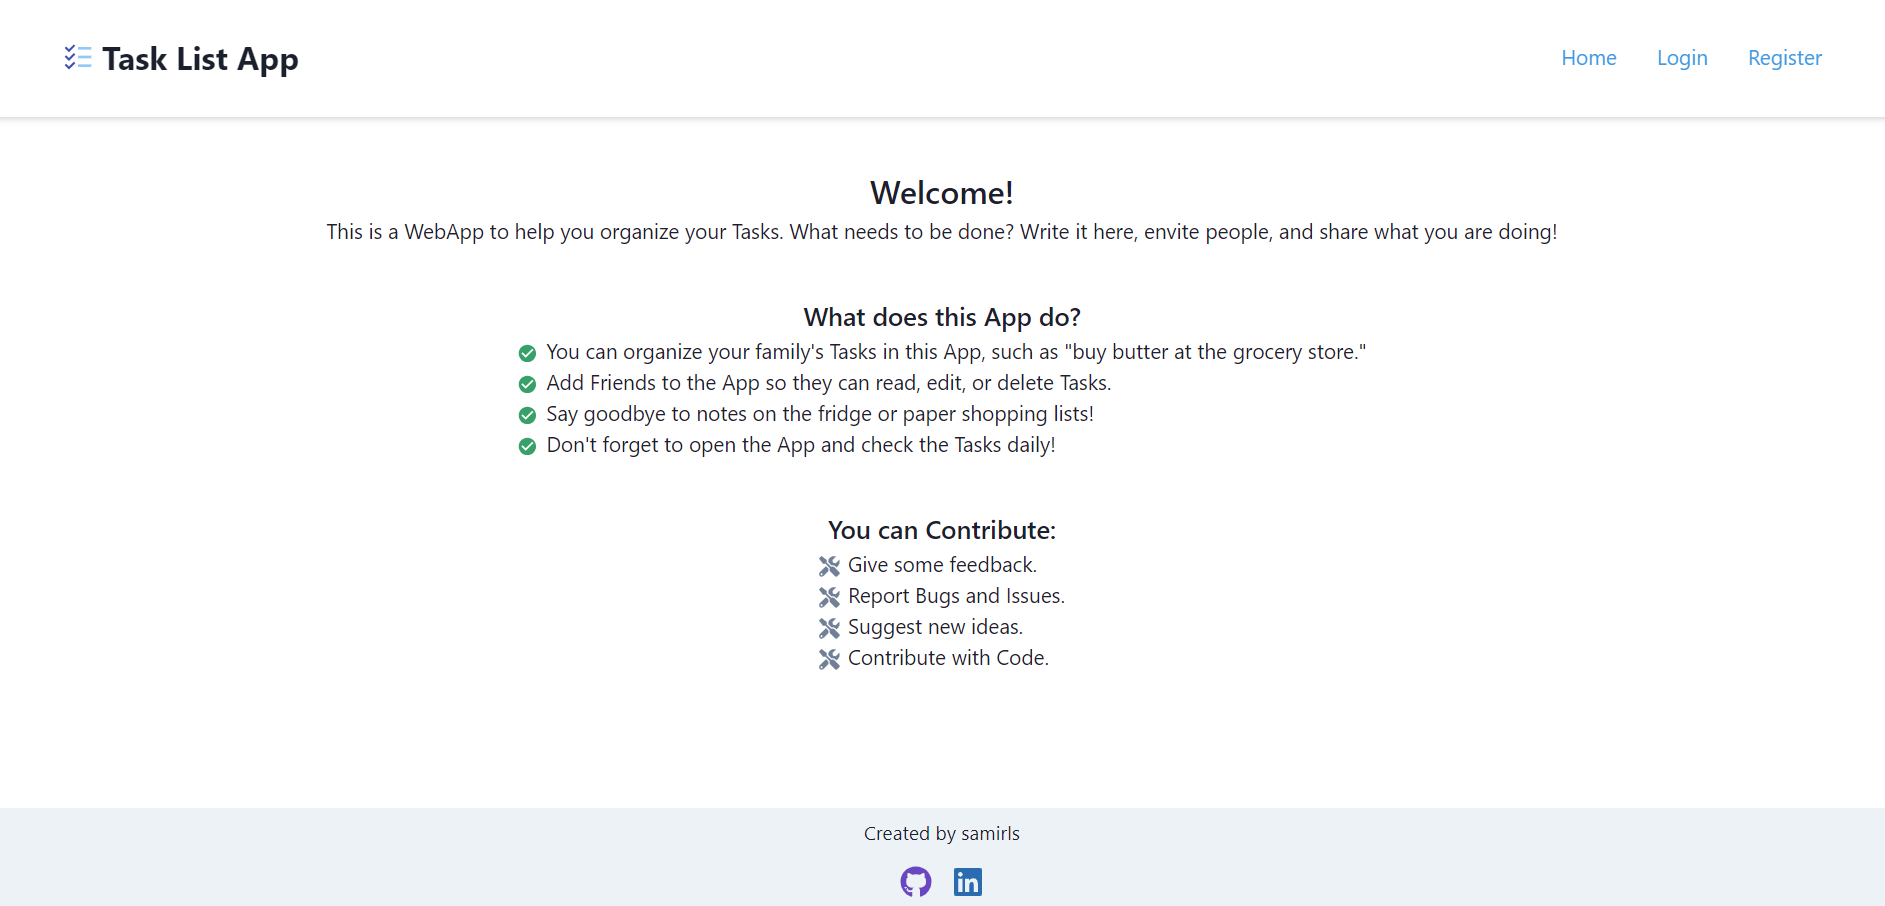 Task List App
Home Login Register
Welcome!
This is a WebApp to help you organize your Tasks. What needs to be done? Write it here, envite people, and share what you are doing!
What does this App do?
You can organize your family's Tasks in this App, such as "buy butter at the grocery store."
Add Friends to the App so they can read, edit, or delete Tasks.
Say goodbye to notes on the fridge or paper shopping lists!
Don't forget to open the App and check the Tasks daily!
You can Contribute:
Give some feedback.
Report Bugs and Issues.
Suggest new ideas.
Contribute with Code.
Created by samirls
in